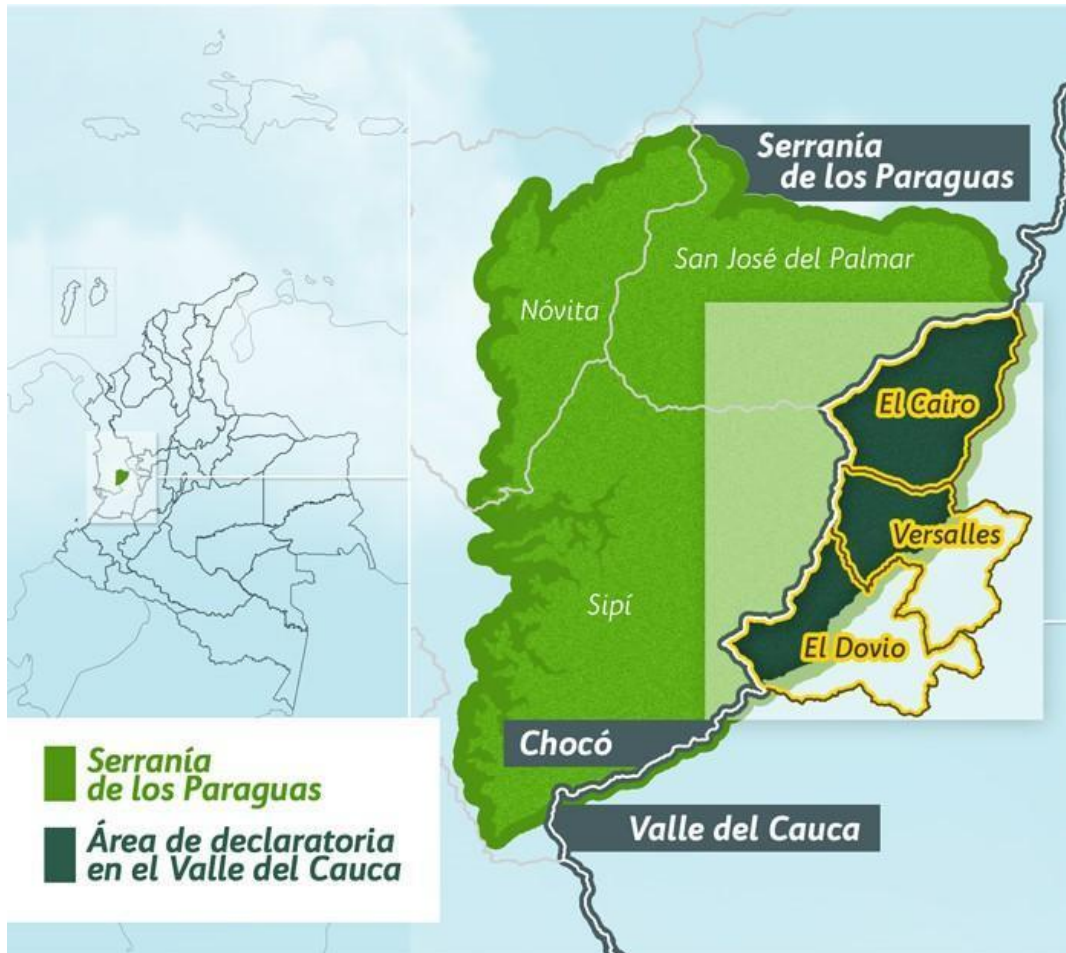 Serranía
de los Paraguas
San José del Palmar
Nóvita
El Cairo
Versalles
Sipí
El Dovio
Chocó
Valle del Cauca
Serranía
de los Paraguas
Área de declaratoria
en el Valle del Cauca